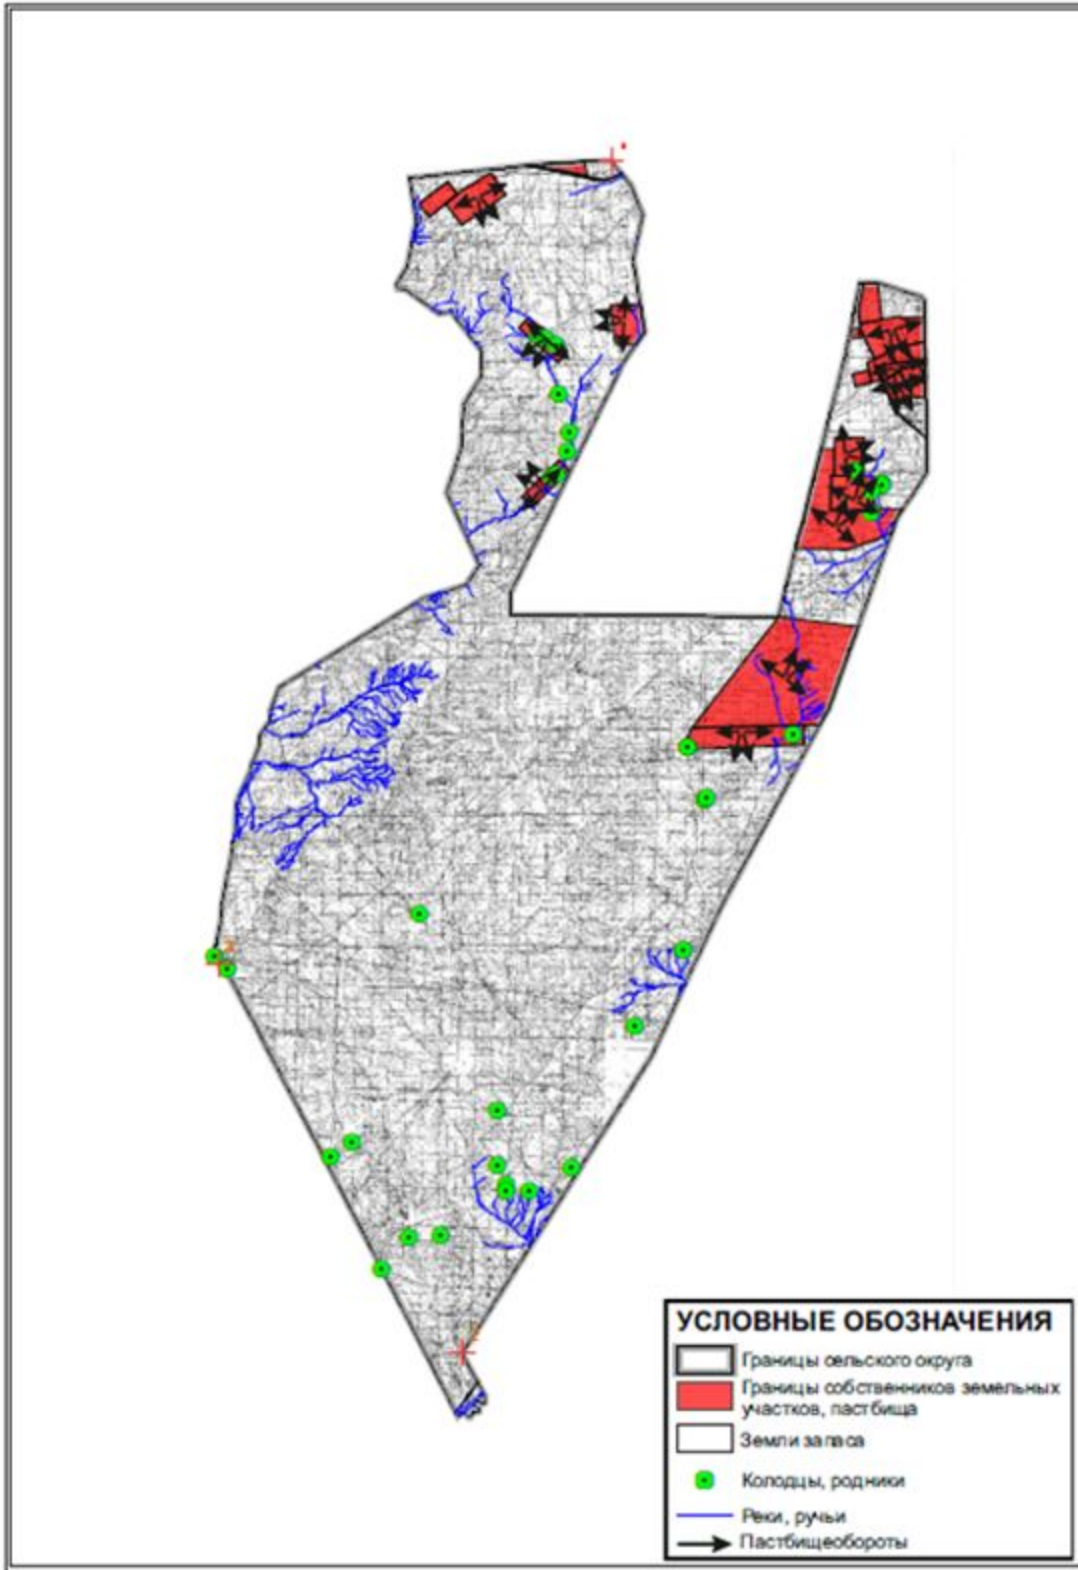 УСЛОВНЫЕ ОБОЗНАЧЕНИЯ
Границы сельского округа
Границы собственников земельных
участков, пастбища
Земли запаса
Колодцы, родники
Реки, ручьи
Пастбищеобороты